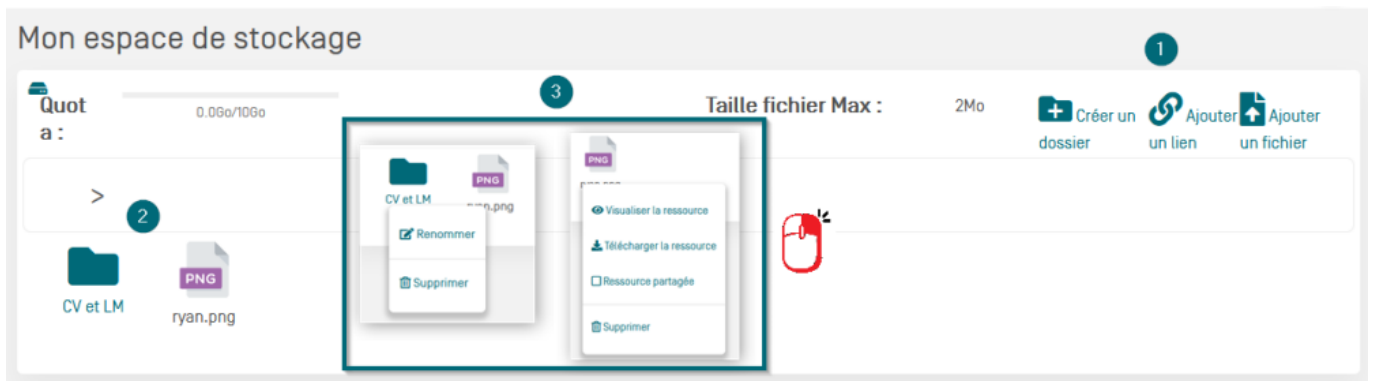 Mon espace de stockage
1
Quot
a :
0.0Go/10Go
3
Taille fichier Max :
2Mo
Créer un
dossier
Ajouter
un lien
Ajouter
un fichier
>
2
CV et LM
PNG
ryan.png
PNG
CV et LM
Renommer
Supprimer
PNG
Visualiser la ressource
Télécharger la ressource
Ressource partagée
Supprimer